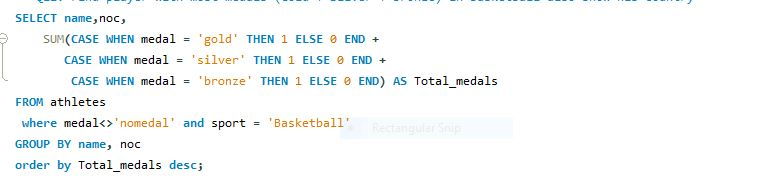 SELECT name,noc,
SUM(CASE WHEN medal = 'gold' THEN 1 ELSE 0 END +
CASE WHEN medal = 'silver' THEN 1 ELSE 0 END +
CASE WHEN medal = 'bronze' THEN 1 ELSE 0 END) AS Total_medals
FROM athletes
where medal<>'nomedal' and sport = 'Basketball'
Rectangular Snip
GROUP BY name, noc
order by Total_medals desc;